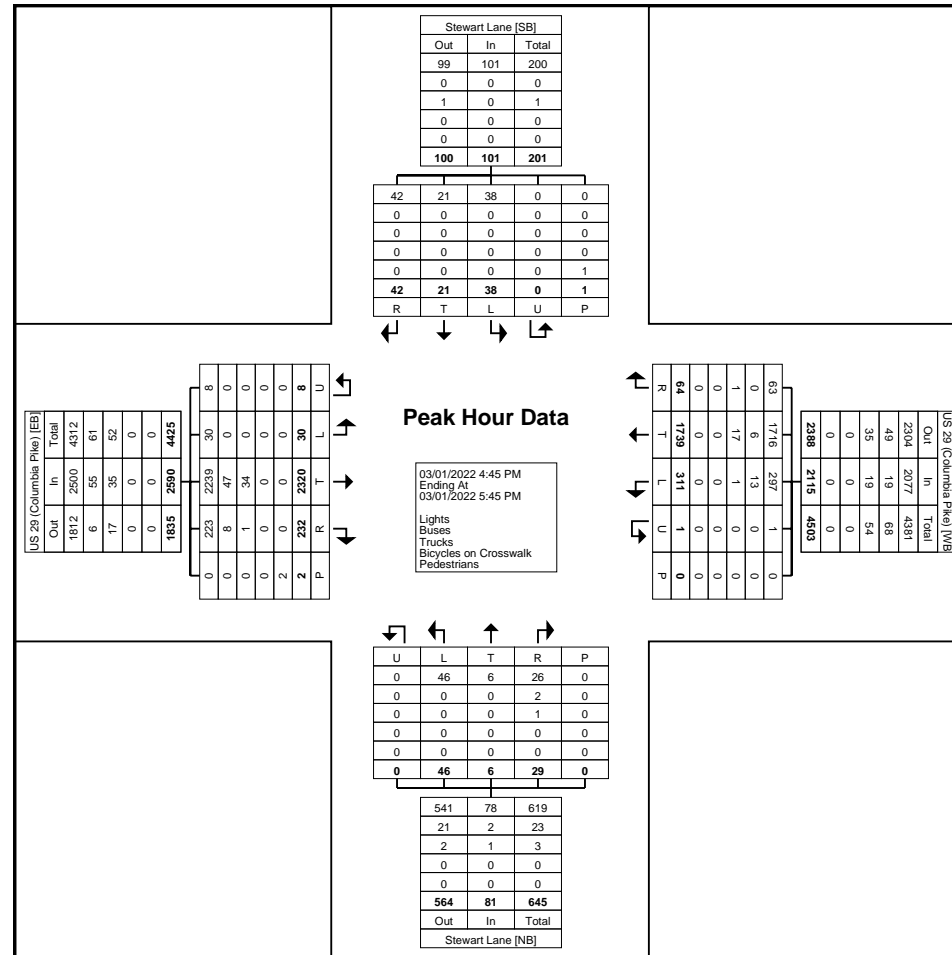 Stewart Lane [SB]
Out In Total
99 101 200
0 0 0
1 0 1
0 0 0
0 0 0
100 101 201
42 21 38 0 0
0 0 0 0 0
0 0 0 0 0
0 0 0 0 0
0 0 0 0 1
42 21 38 0 1
R T L U P
US 29 (Columbia Pike) [EB]
Out In Total
1812 2500 4312
6 55 61
17 35 52
0 0 0
0 0 0
1835 2590 4425
0 223 2239 30 8
0 8 47 0 0
0 1 34 0 0
0 0 0 0 0
2 0 0 0 0
2 232 2320 30 8
P R T L U
Peak Hour Data
03/01/2022 4:45 PM
Ending At
03/01/2022 5:45 PM
Lights
Buses
Trucks
Bicycles on Crosswalk
Pedestrians
US 29 (Columbia Pike) [WB
Out In Total
2304 2077 4381
49 19 68
35 19 54
0 0 0
0 0 0
2388 2115 4503
63 1716 297 1 0
0 6 13 0 0
1 17 1 0 0
0 0 0 0 0
0 0 0 0 0
64 1739 311 1 0
R T L U P
U L T R P
0 46 6 26 0
0 0 0 2 0
0 0 0 1 0
0 0 0 0 0
0 0 0 0 0
0 46 6 29 0
541 78 619
21 2 23
2 1 3
0 0 0
0 0 0
564 81 645
Out In Total
Stewart Lane [NB]